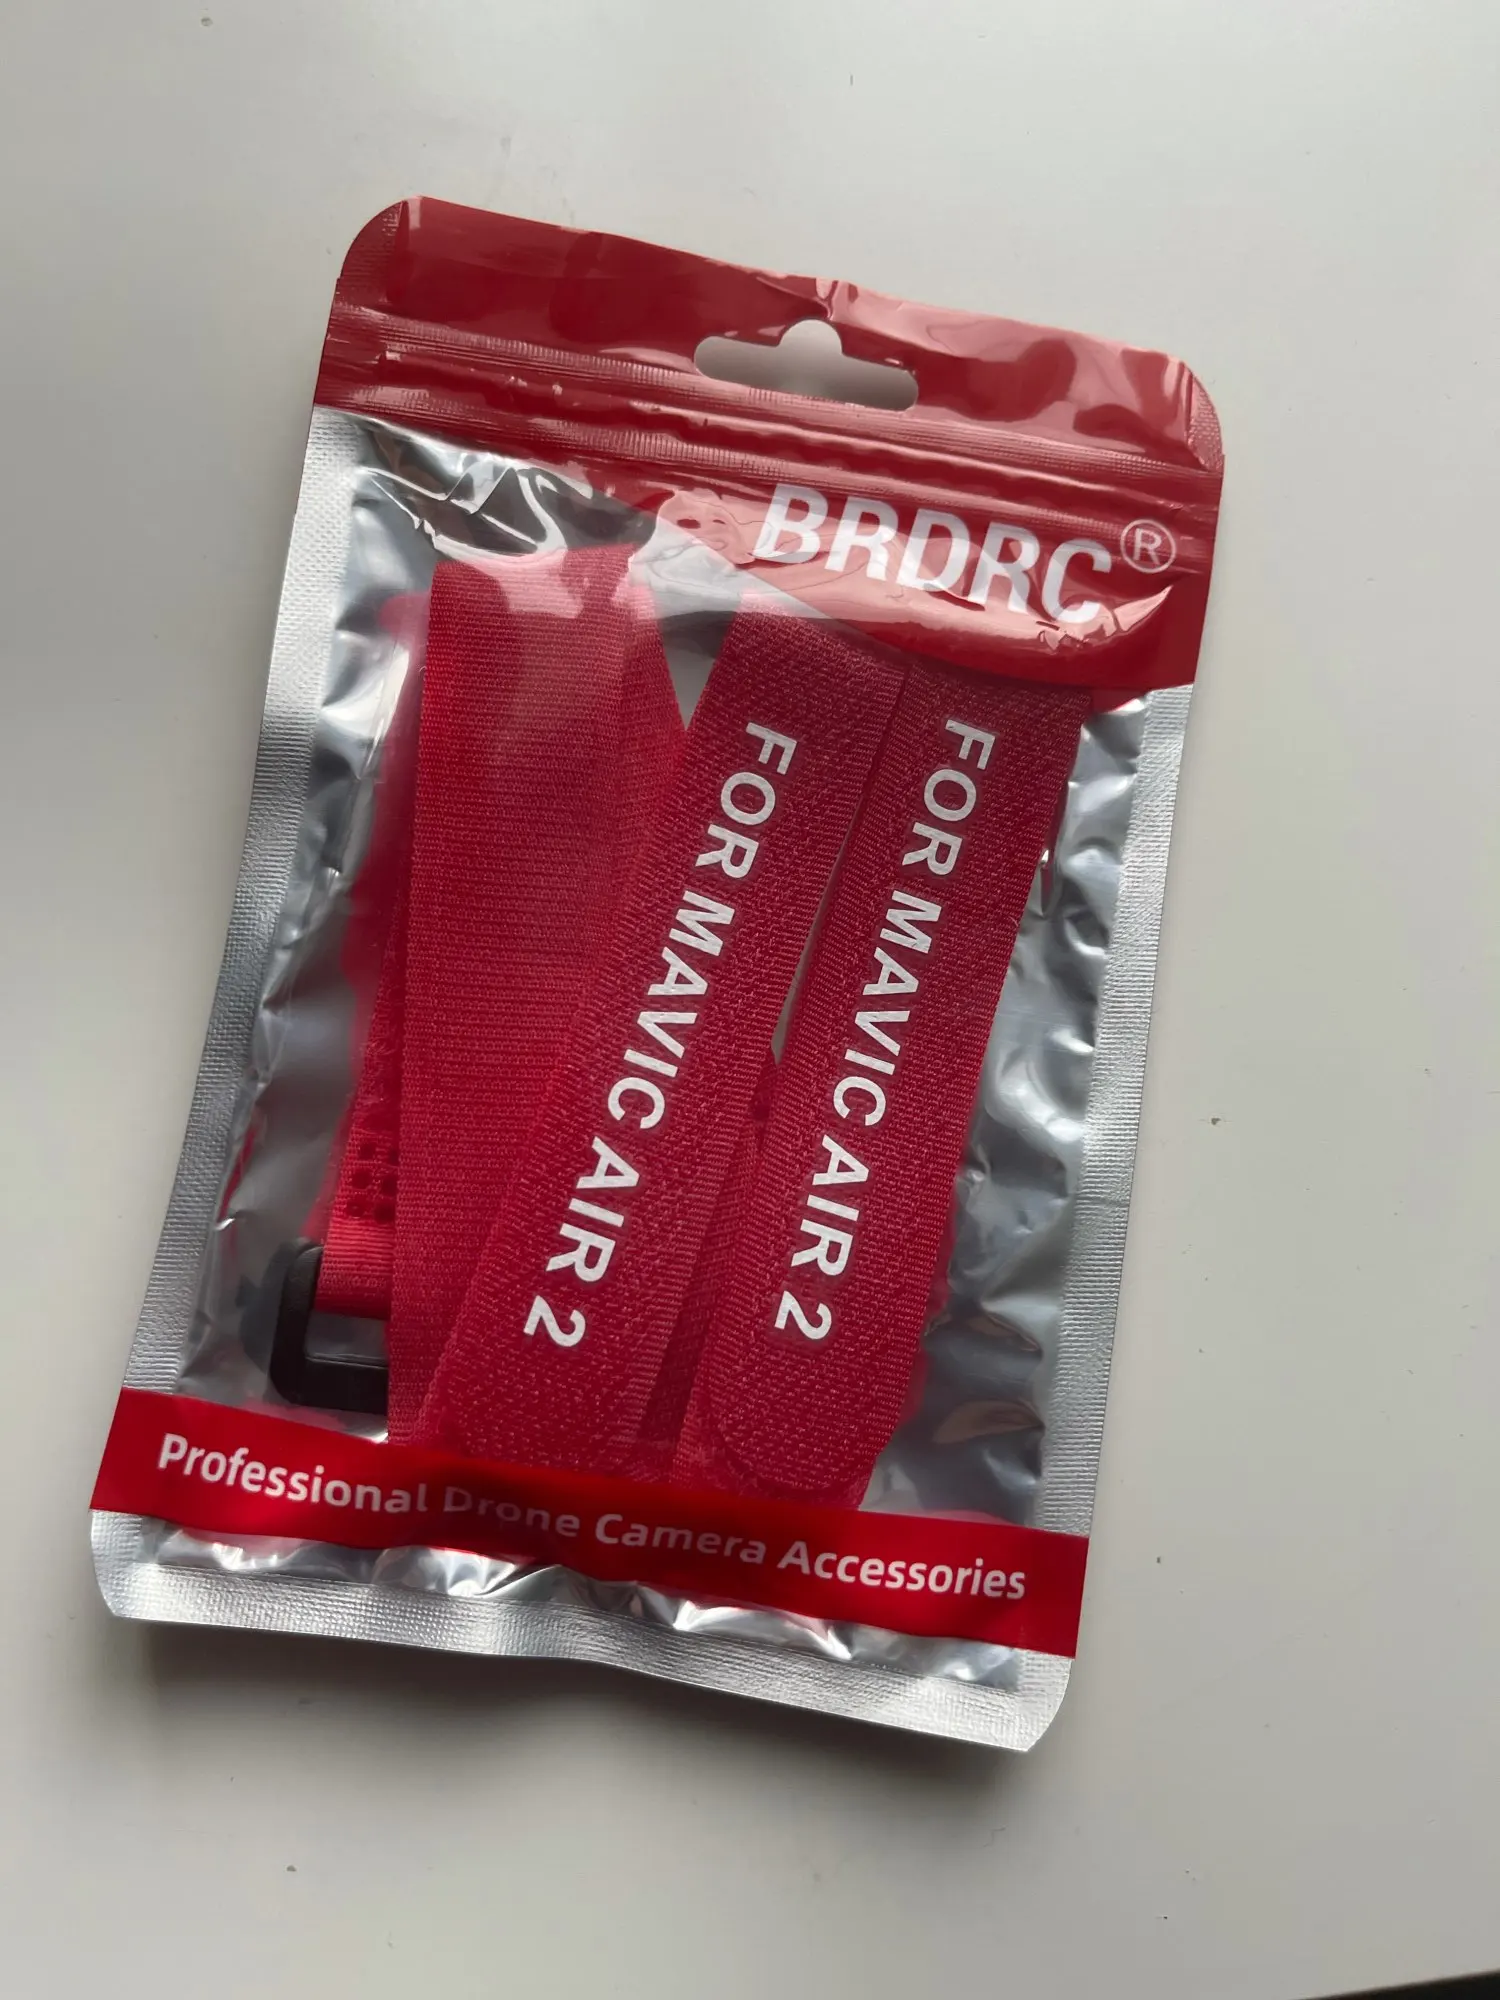 BRDRC®
FOR MAVIC AIR 2
FOR MAVIC AIR 2
Professional Drone Camera Accessories